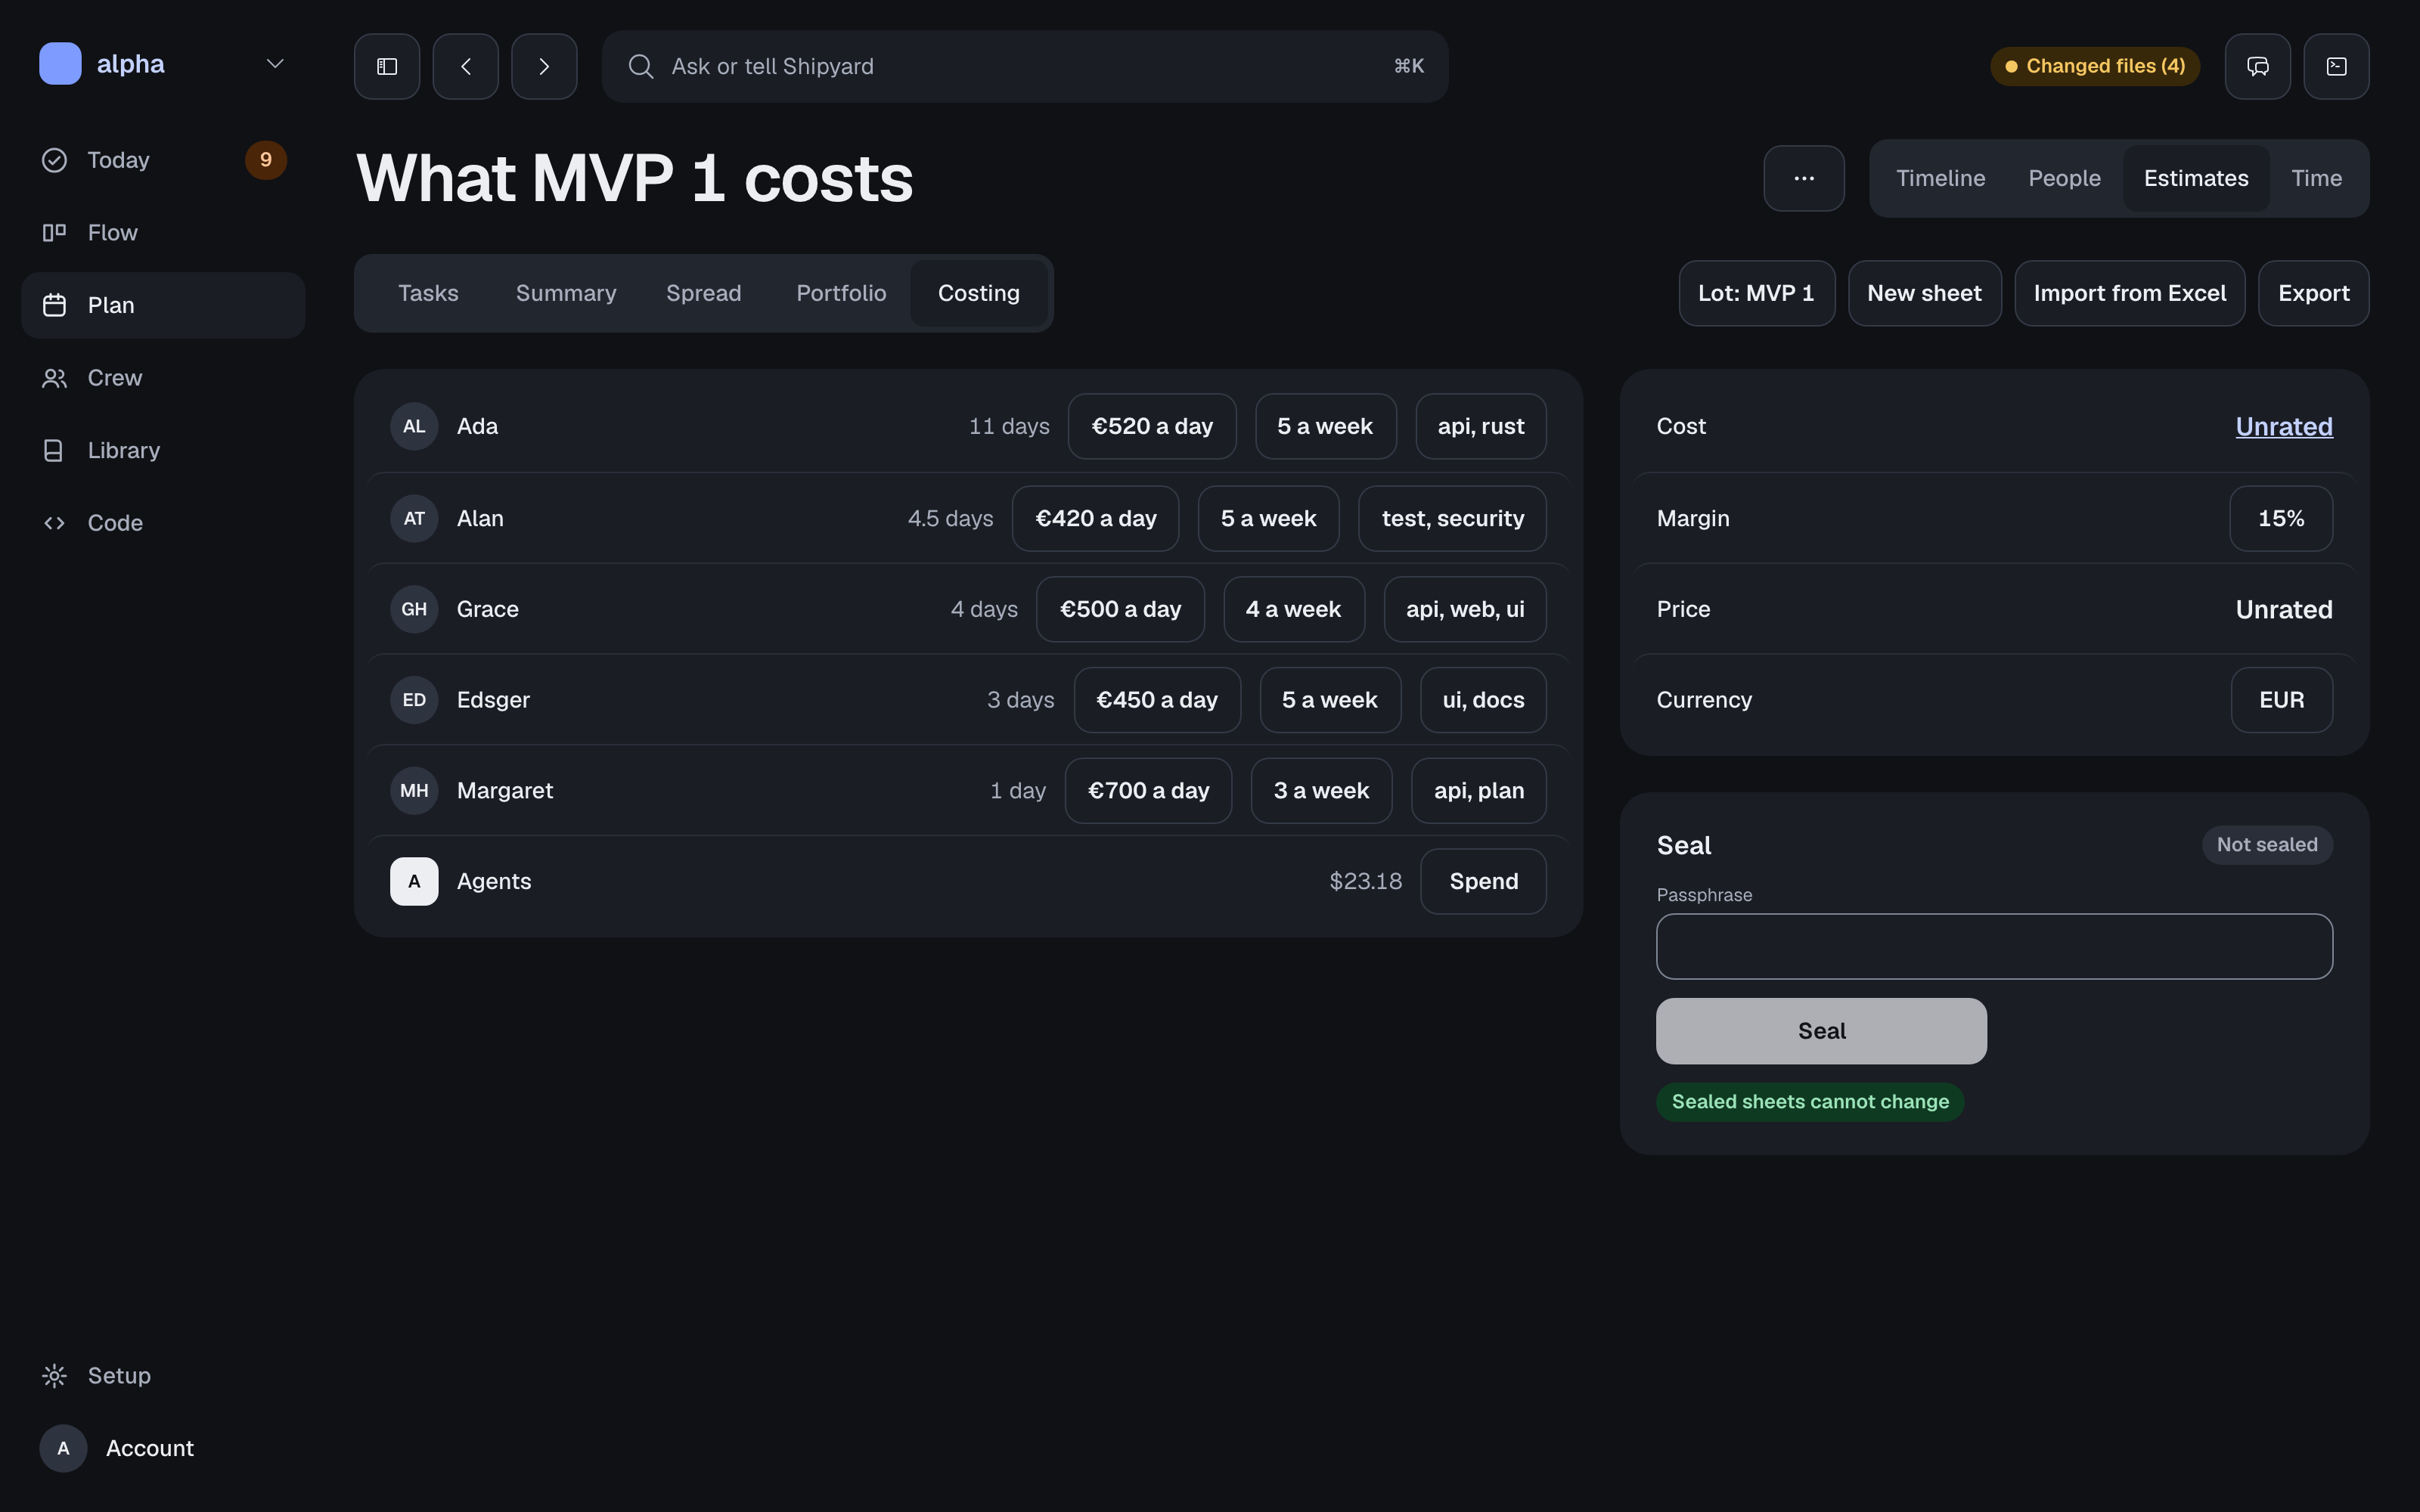 alpha
Ask or tell Shipyard ⌘K
Changed files (4)
Today 9
Flow
Plan
Crew
Library
Code
Setup
A Account
What MVP 1 costs
Timeline People Estimates Time
Tasks Summary Spread Portfolio Costing
Lot: MVP 1 New sheet Import from Excel Export
AL Ada 11 days €520 a day 5 a week api, rust
AT Alan 4.5 days €420 a day 5 a week test, security
GH Grace 4 days €500 a day 4 a week api, web, ui
ED Edsger 3 days €450 a day 5 a week ui, docs
MH Margaret 1 day €700 a day 3 a week api, plan
A Agents $23.18 Spend
Cost Unrated
Margin 15%
Price Unrated
Currency EUR
Seal Not sealed
Passphrase
Seal
Sealed sheets cannot change